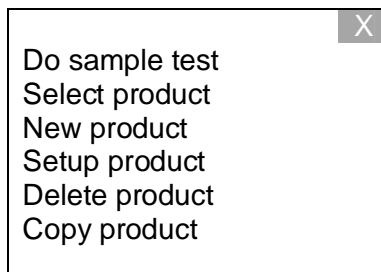 X
Do sample test
Select product
New product
Setup product
Delete product
Copy product